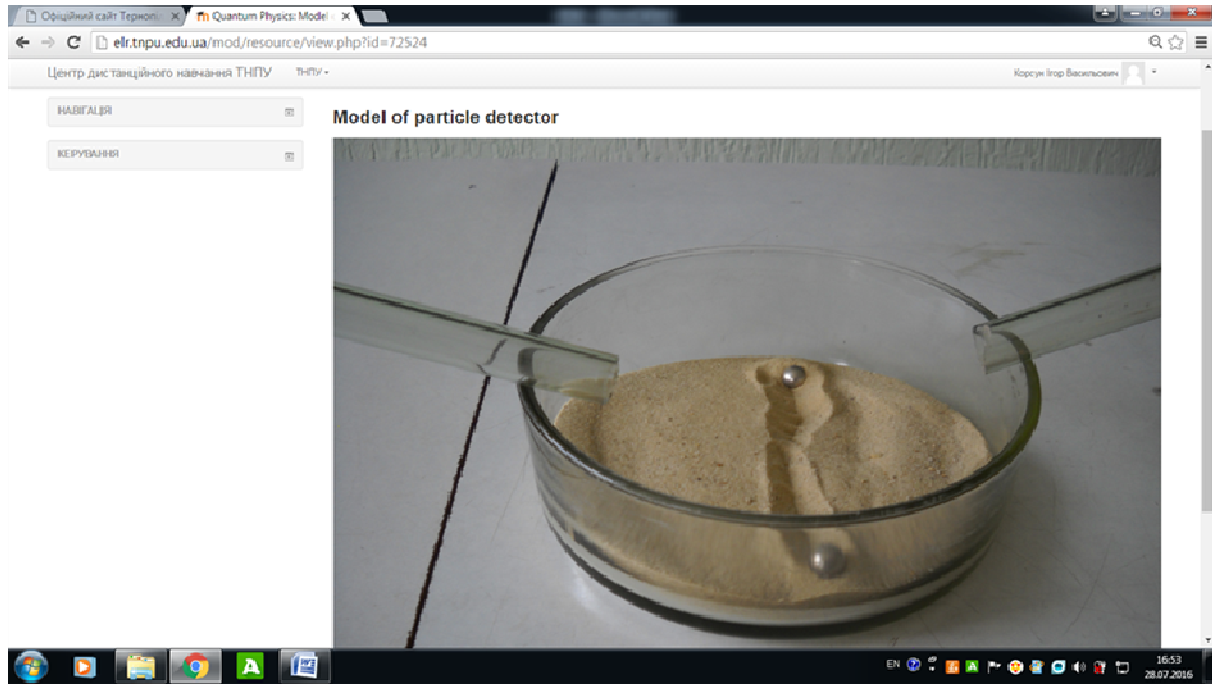 Офіційний сайт Терноп
Quantum Physics: Model
elr.tnpu.edu.ua/mod/resource/view.php?id=72524
Центр дистанційного навчання ТНПУ
ТНПУ
Корсун Ігор Васильович
НАВІГАЦІЯ
КЕРУВАННЯ
Model of particle detector
EN
16:53
28.07.2016